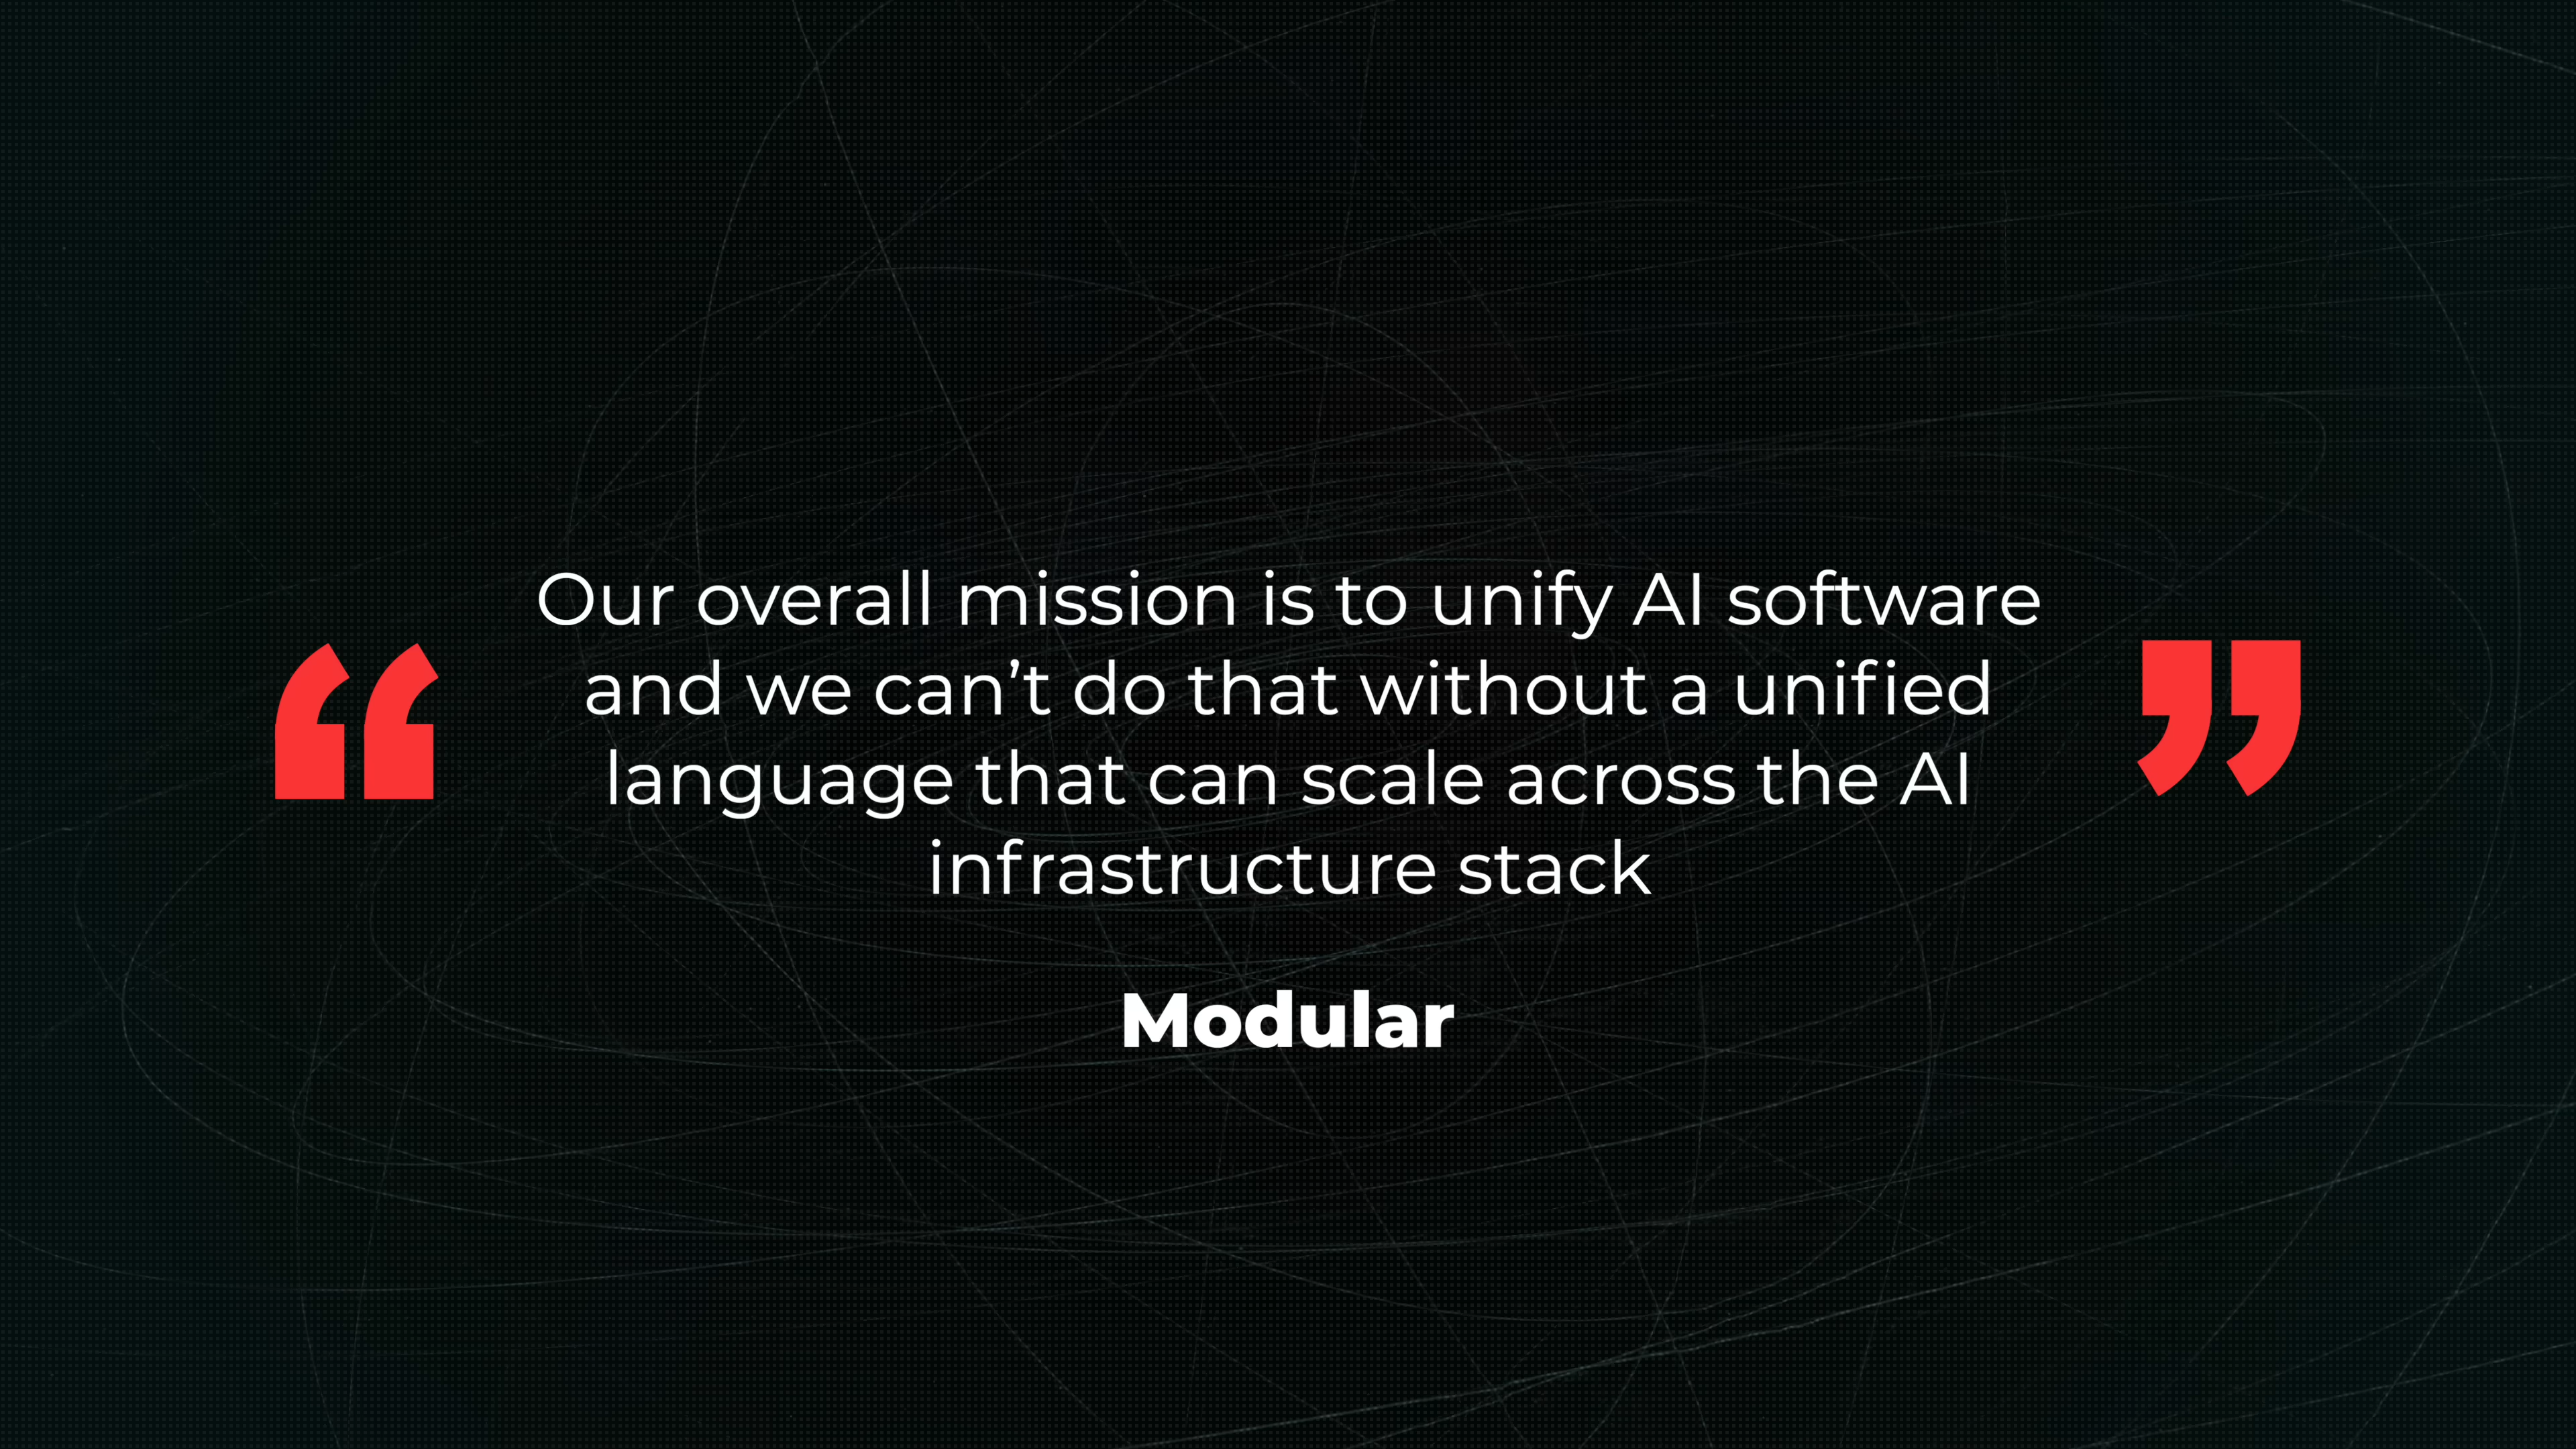 “
Our overall mission is to unify AI software
and we can’t do that without a unified
language that can scale across the AI
infrastructure stack
”
Modular